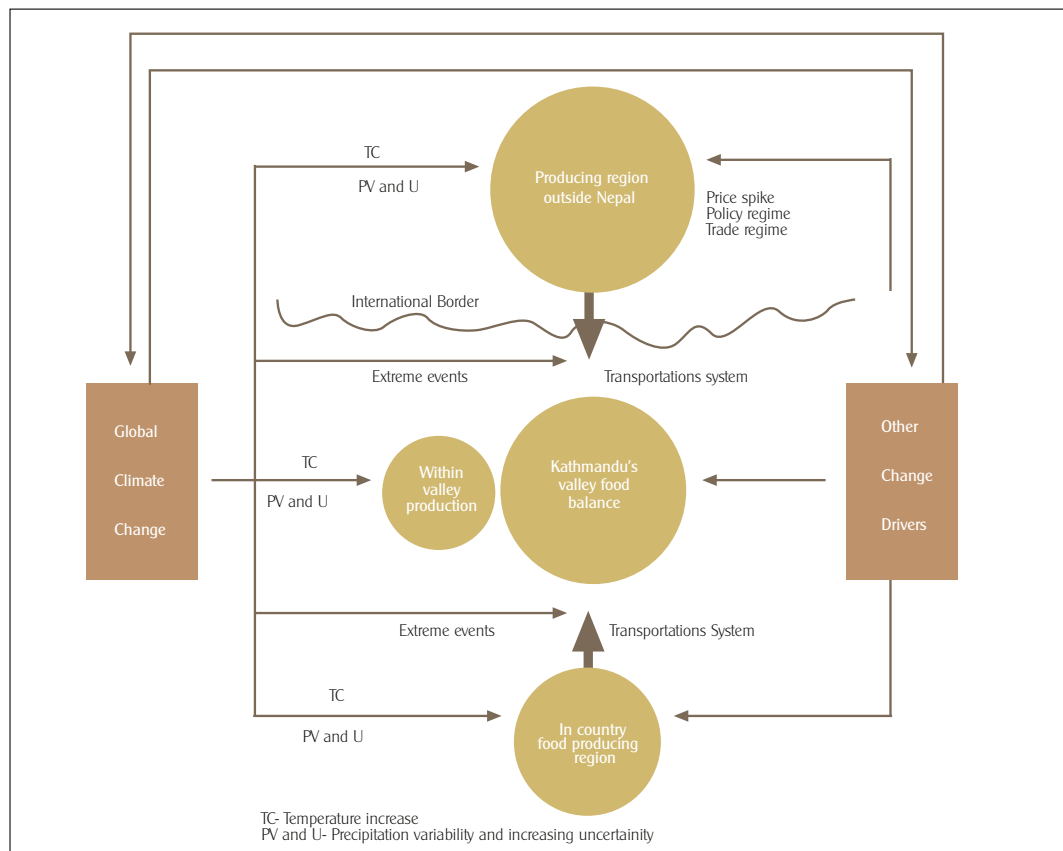 TC
PV and U
Producing region
outside Nepal
Price spike
Policy regime
Trade regime
International Border
Extreme events
Transportations system
Global
Climate
Change
TC
PV and U
Within
valley
production
Kathmandu's
valley food
balance
Other
Change
Drivers
Extreme events
Transportations System
TC
PV and U
In country
food producing
region
TC- Temperature increase
PV and U- Precipitation variability and increasing uncertainity